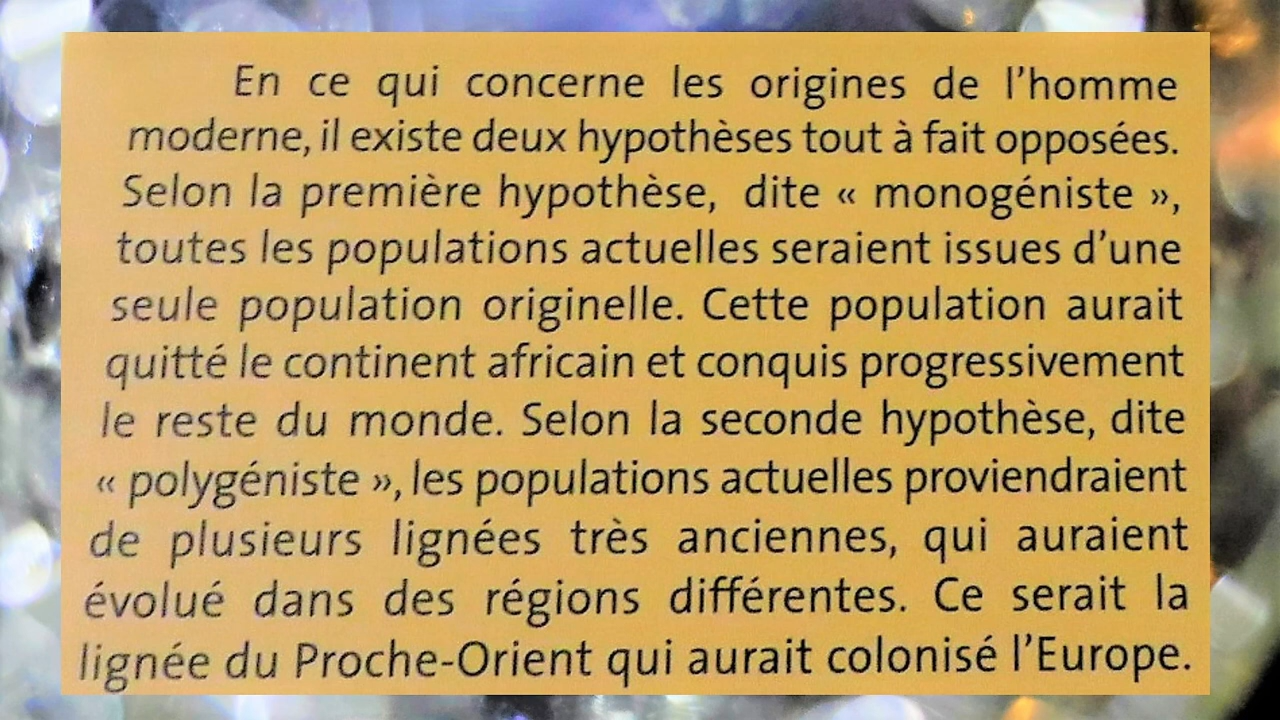 En ce qui concerne les origines de l'homme
moderne, il existe deux hypothèses tout à fait opposées.
Selon la première hypothèse, dite « monogéniste »,
toutes les populations actuelles seraient issues d'une
seule population originelle. Cette population aurait
quitté le continent africain et conquis progressivement
le reste du monde. Selon la seconde hypothèse, dite
« polygéniste », les populations actuelles proviendraient
de plusieurs lignées très anciennes, qui auraient
évolué dans des régions différentes. Ce serait la
lignée du Proche-Orient qui aurait colonisé l'Europe.